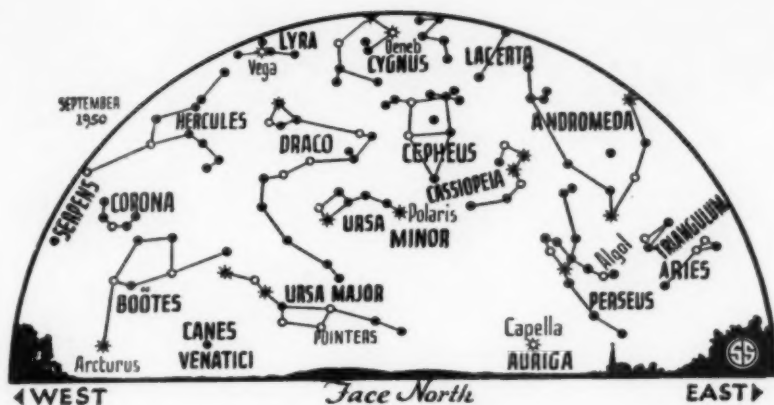 LYRA
Vega
Deneb
CYGNUS
LACERTA
SEPTEMBER
1950
HERCULES
DRACO
CEPHEUS
ANDROMEDA
CASSIOPEIA
SERPENS
CORONA
URSA
MINOR
Polaris
Algol
TRIANGULUM
ARIES
BOÖTES
URSA MAJOR
PERSEUS
CANES
VENATICI
POINTERS
Capella
AURIGA
Arcturus
SS
WEST
Face North
EAST